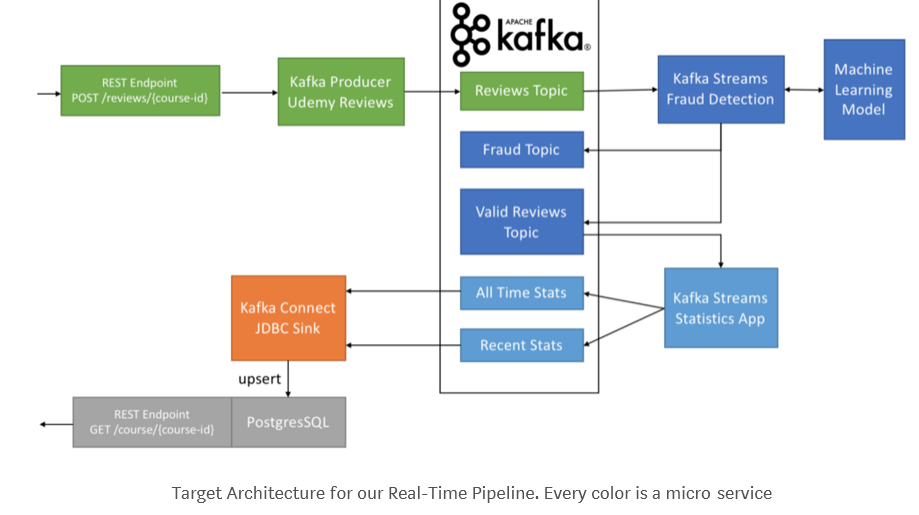 APACHE
kafka®
REST Endpoint
POST /reviews/{course-id}
Kafka Producer
Udemy Reviews
Reviews Topic
Kafka Streams
Fraud Detection
Machine
Learning
Model
Fraud Topic
Valid Reviews
Topic
All Time Stats
Recent Stats
Kafka Streams
Statistics App
Kafka Connect
JDBC Sink
upsert
REST Endpoint
GET /course/{course-id}
PostgresSQL
Target Architecture for our Real-Time Pipeline. Every color is a micro service